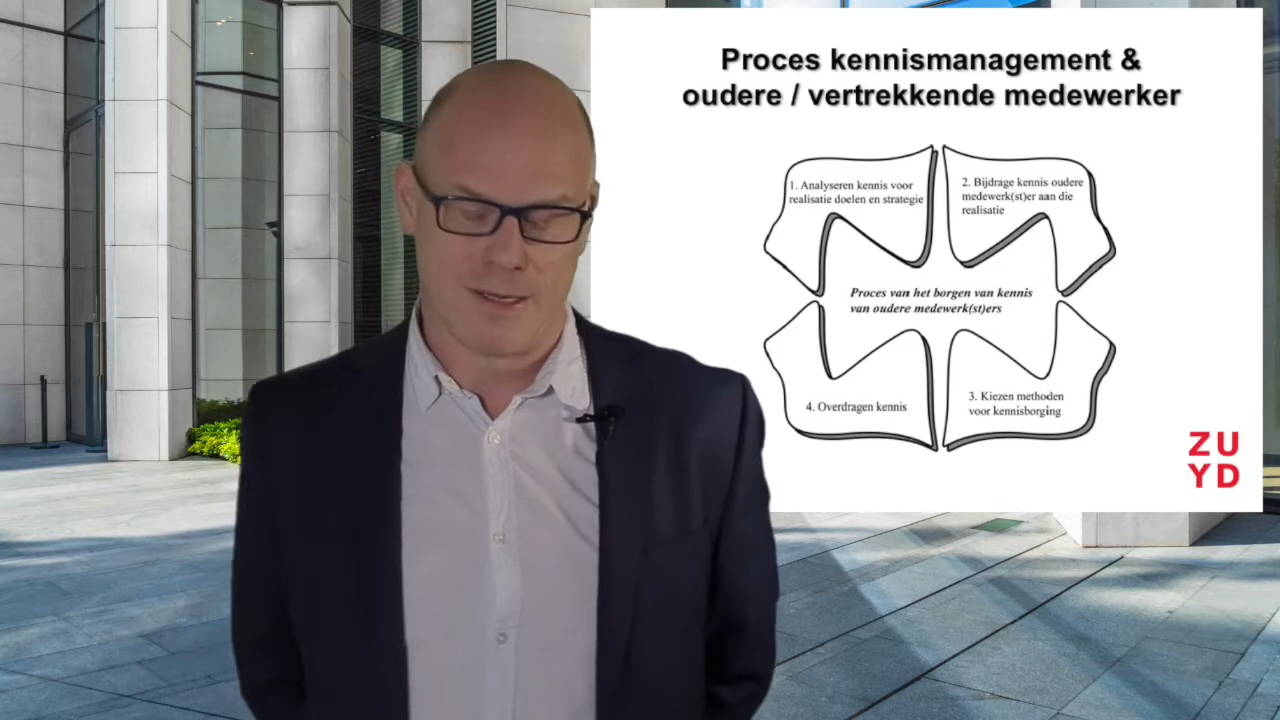 Proces kennismanagement &
oudere / vertrekkende medewerker
1. Analyseren kennis voor
realisatie doelen en strategie
2. Bijdrage kennis oudere
medewerk(st)er aan die
realisatie
Proces van het borgen van kennis
van oudere medewerk(st)ers
4. Overdragen kennis
3. Kiezen methoden
voor kennisborging
ZU
YD